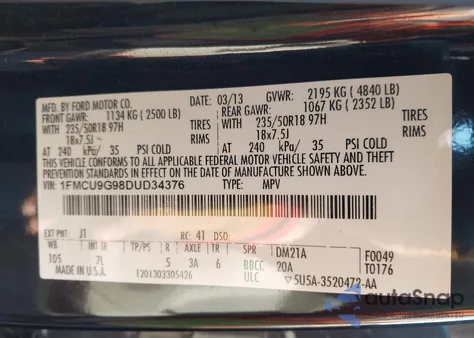 MFD. BY FORD MOTOR CO.
03/13 GVWR: 2195 KG ( 4840 LB)
FRONT GAWR: 1134 KG ( 2500 LB)
REAR GAWR: 1067 KG ( 2352 LB)
WITH 235/50R18 97H TIRES
18x7.5J RIMS
AT 240 kPa/ 35 PSI COLD
WITH 235/50R18 97H TIRES
18x7.5J RIMS
AT 240 kPa/ 35 PSI COLD
THIS VEHICLE CONFORMS TO ALL APPLICABLE FEDERAL MOTOR VEHICLE SAFETY AND THEFT
PREVENTION STANDARDS IN EFFECT ON THE DATE OF MANUFACTURE SHOWN ABOVE.
VIN: 1FMCU9G98DUD34376
TYPE: MPV
EXT PNT: J1 RC: 41 DSO:
WB INT TR TP/PS R AXLE TR SPR
105 7L 5 3A 6 BBCC
DM21A
20A
F0049
T0176
MADE IN U.S.A. 1201303305426 ULC ▽5U5A-3520472-AA
autoSnap